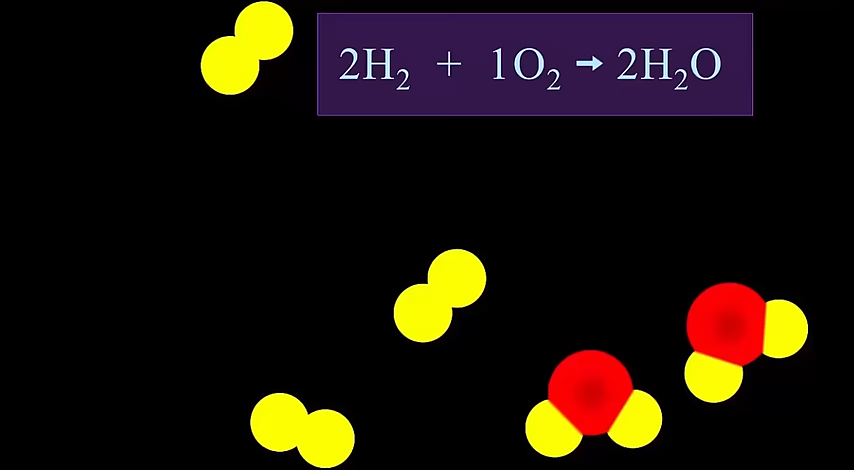 2H₂ + 1O₂ → 2H₂O